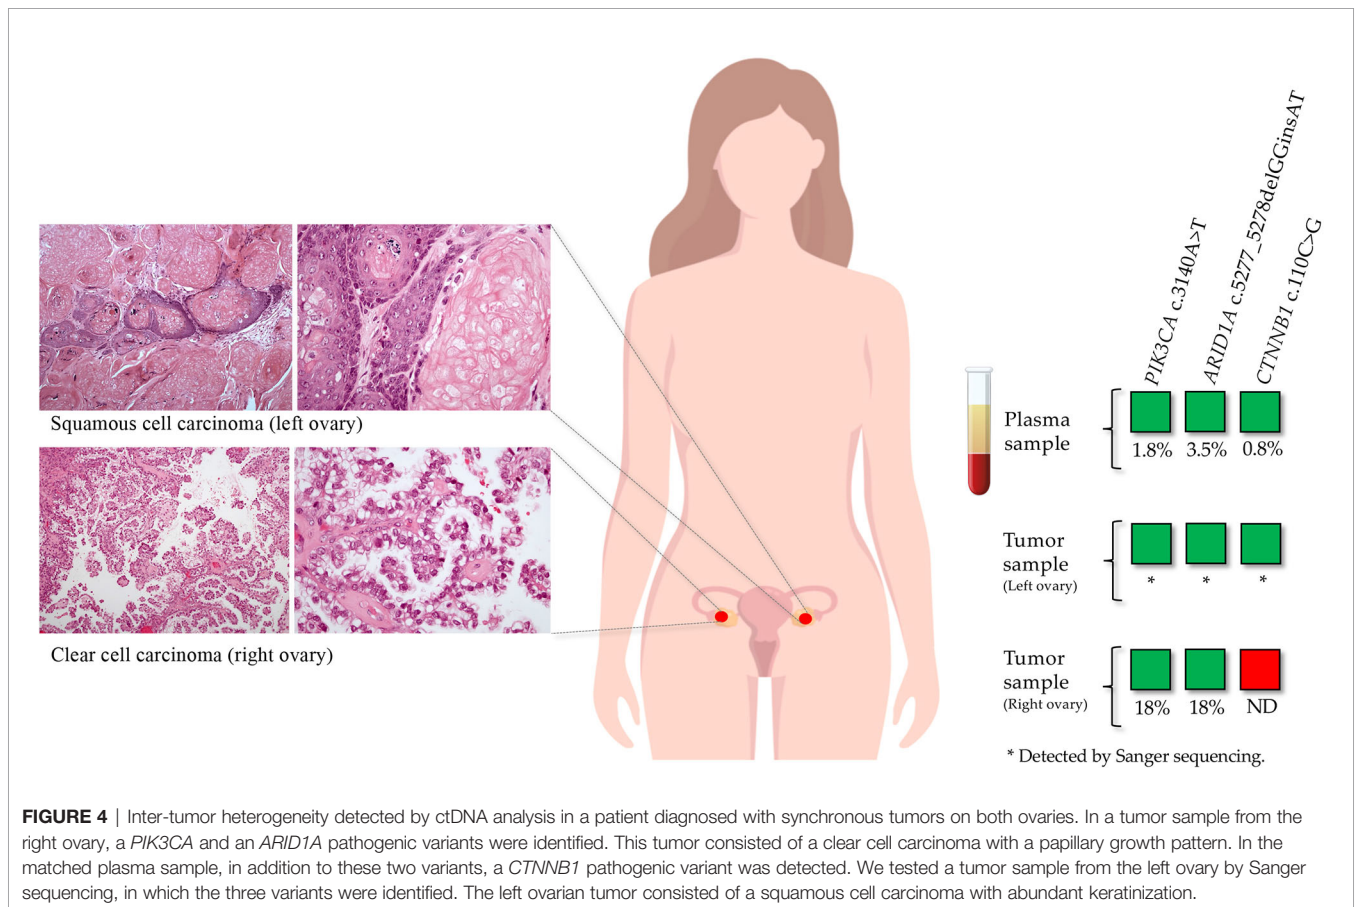 PIK3CA c.3140A>T
ARID1A c.5277_5278delGGinsAT
CTNNB1 c.110C>G
Squamous cell carcinoma (left ovary)
Clear cell carcinoma (right ovary)
Plasma
sample
1.8% 3.5% 0.8%
Tumor
sample
(Left ovary)
* * *
Tumor
sample
(Right ovary)
18% 18% ND
* Detected by Sanger sequencing.
FIGURE 4 | Inter-tumor heterogeneity detected by ctDNA analysis in a patient diagnosed with synchronous tumors on both ovaries. In a tumor sample from the
right ovary, a PIK3CA and an ARID1A pathogenic variants were identified. This tumor consisted of a clear cell carcinoma with a papillary growth pattern. In the
matched plasma sample, in addition to these two variants, a CTNNB1 pathogenic variant was detected. We tested a tumor sample from the left ovary by Sanger
sequencing, in which the three variants were identified. The left ovarian tumor consisted of a squamous cell carcinoma with abundant keratinization.